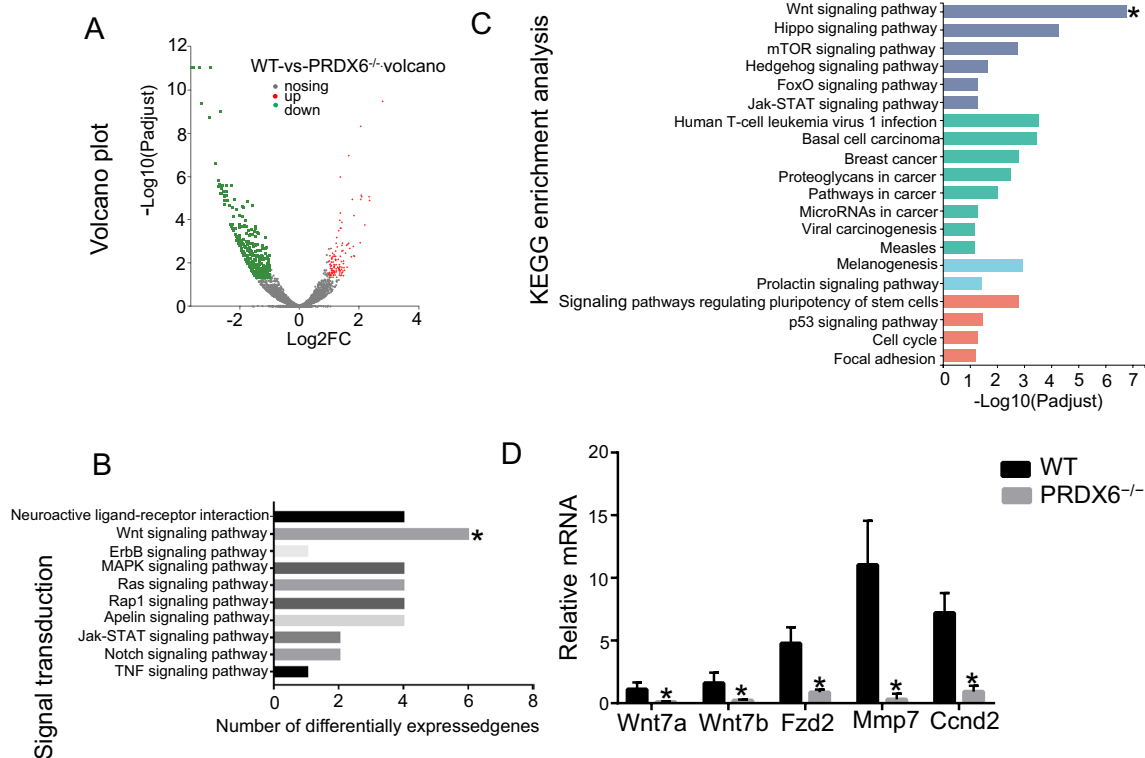 A
Volcano plot
12
10
8
6
4
2
0
-Log10(Padjust)
WT-vs-PRDX6-/- volcano
nosing
up
down
-2
0
2
4
Log2FC
C
KEGG enrichment analysis
Wnt signaling pathway
*
Hippo signaling pathway
mTOR signaling pathway
Hedgehog signaling pathway
FoxO signaling pathway
Jak-STAT signaling pathway
Human T-cell leukemia virus 1 infection
Basal cell carcinoma
Breast cancer
Proteoglycans in carcer
Pathways in carcer
MicroRNAs in carcer
Viral carcinogenesis
Measles
Melanogenesis
Prolactin signaling pathway
Signaling pathways regulating pluripotency of stem cells
p53 signaling pathway
Cell cycle
Focal adhesion
0 1 2 3 4 5 6 7
-Log10(Padjust)
B
Signal transduction
Neuroactive ligand-receptor interaction
Wnt signaling pathway
*
ErbB signaling pathway
MAPK signaling pathway
Ras signaling pathway
Rap1 signaling pathway
Apelin signaling pathway
Jak-STAT signaling pathway
Notch signaling pathway
TNF signaling pathway
0 2 4 6 8
Number of differentially expressedgenes
D
Relative mRNA
20
15
10
5
0
WT
PRDX6−/−
* * * * *
Wnt7a Wnt7b Fzd2 Mmp7 Ccnd2